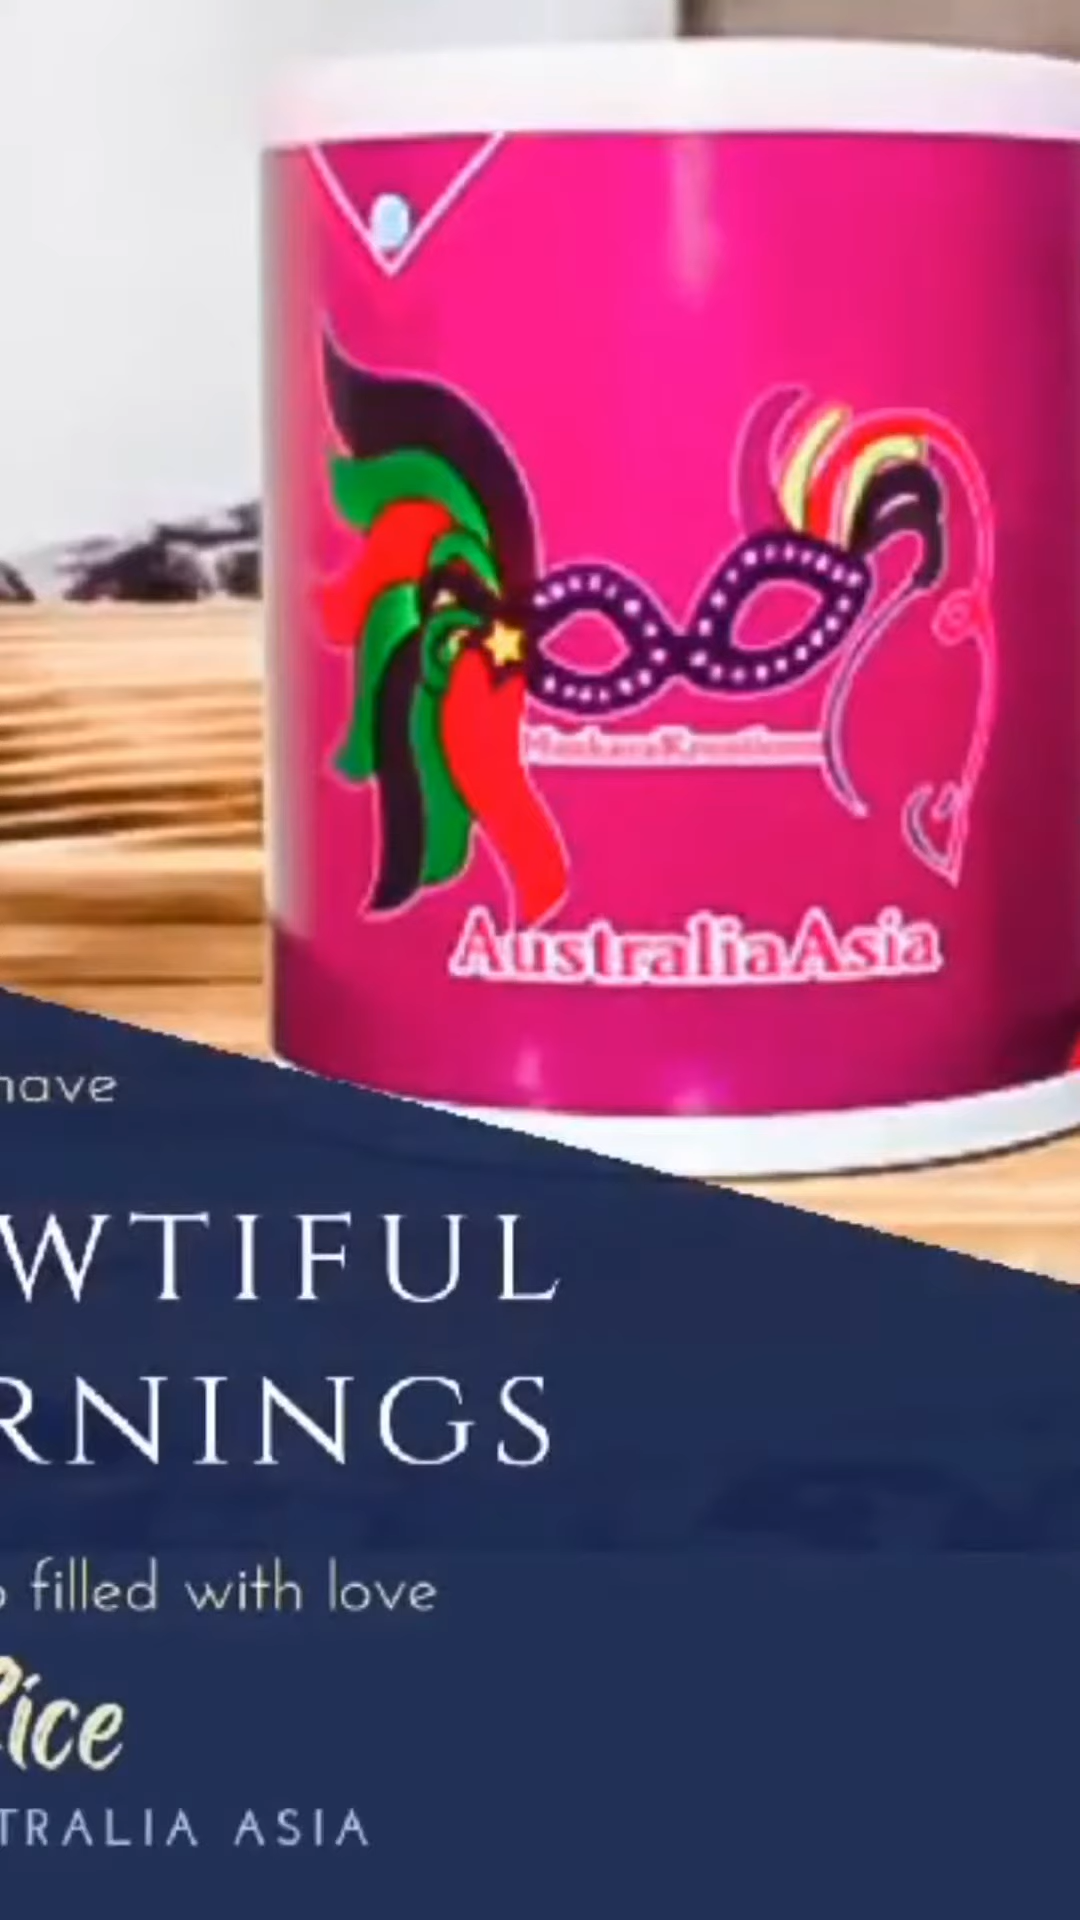 AustraliaAsia
have
WTIFUL
RNINGS
filled with love
ice
TRALIA ASIA